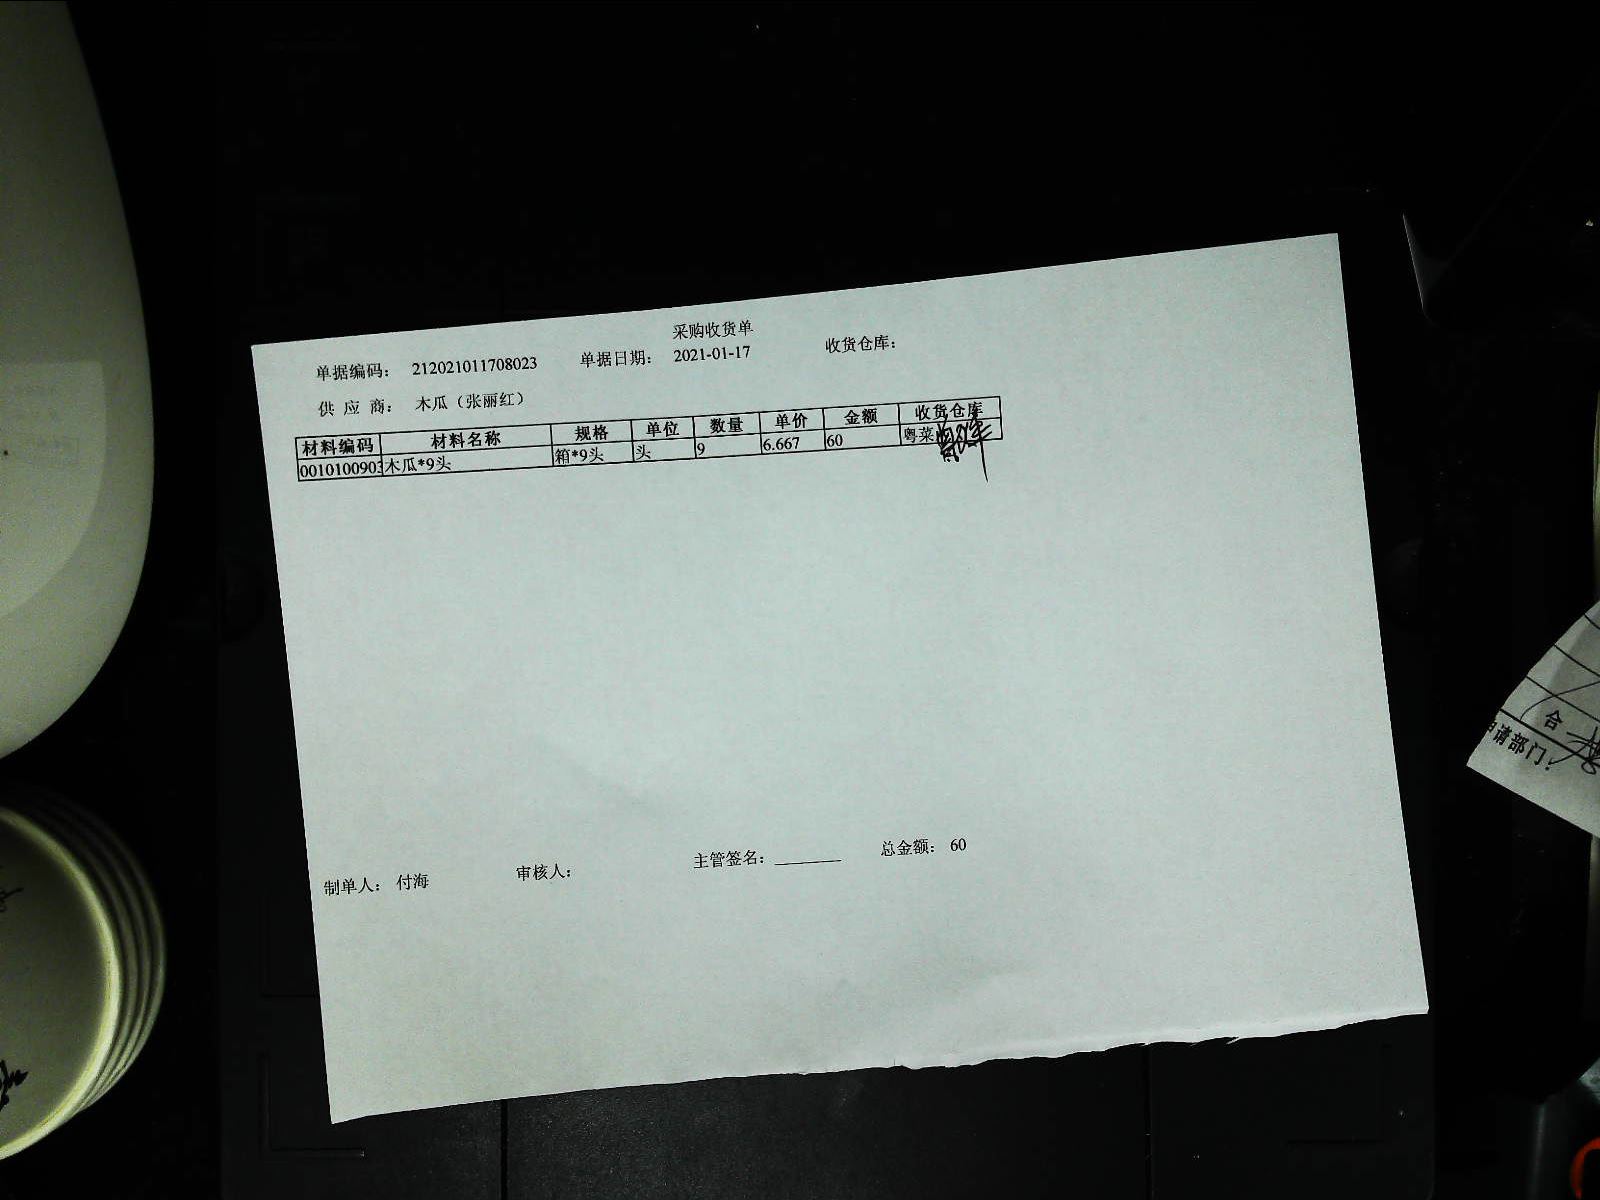 采购收货单
单据编码： 212021011708023 单据日期： 2021-01-17 收货仓库：
供 应 商： 木瓜（张丽红）
材料编码 材料名称 规格 单位 数量 单价 金额 收货仓库
0010100903 木瓜*9头 箱*9头 头 9 6.667 60 粤菜
制单人： 付海 审核人： 主管签名： 总金额： 60
合
申请部门：